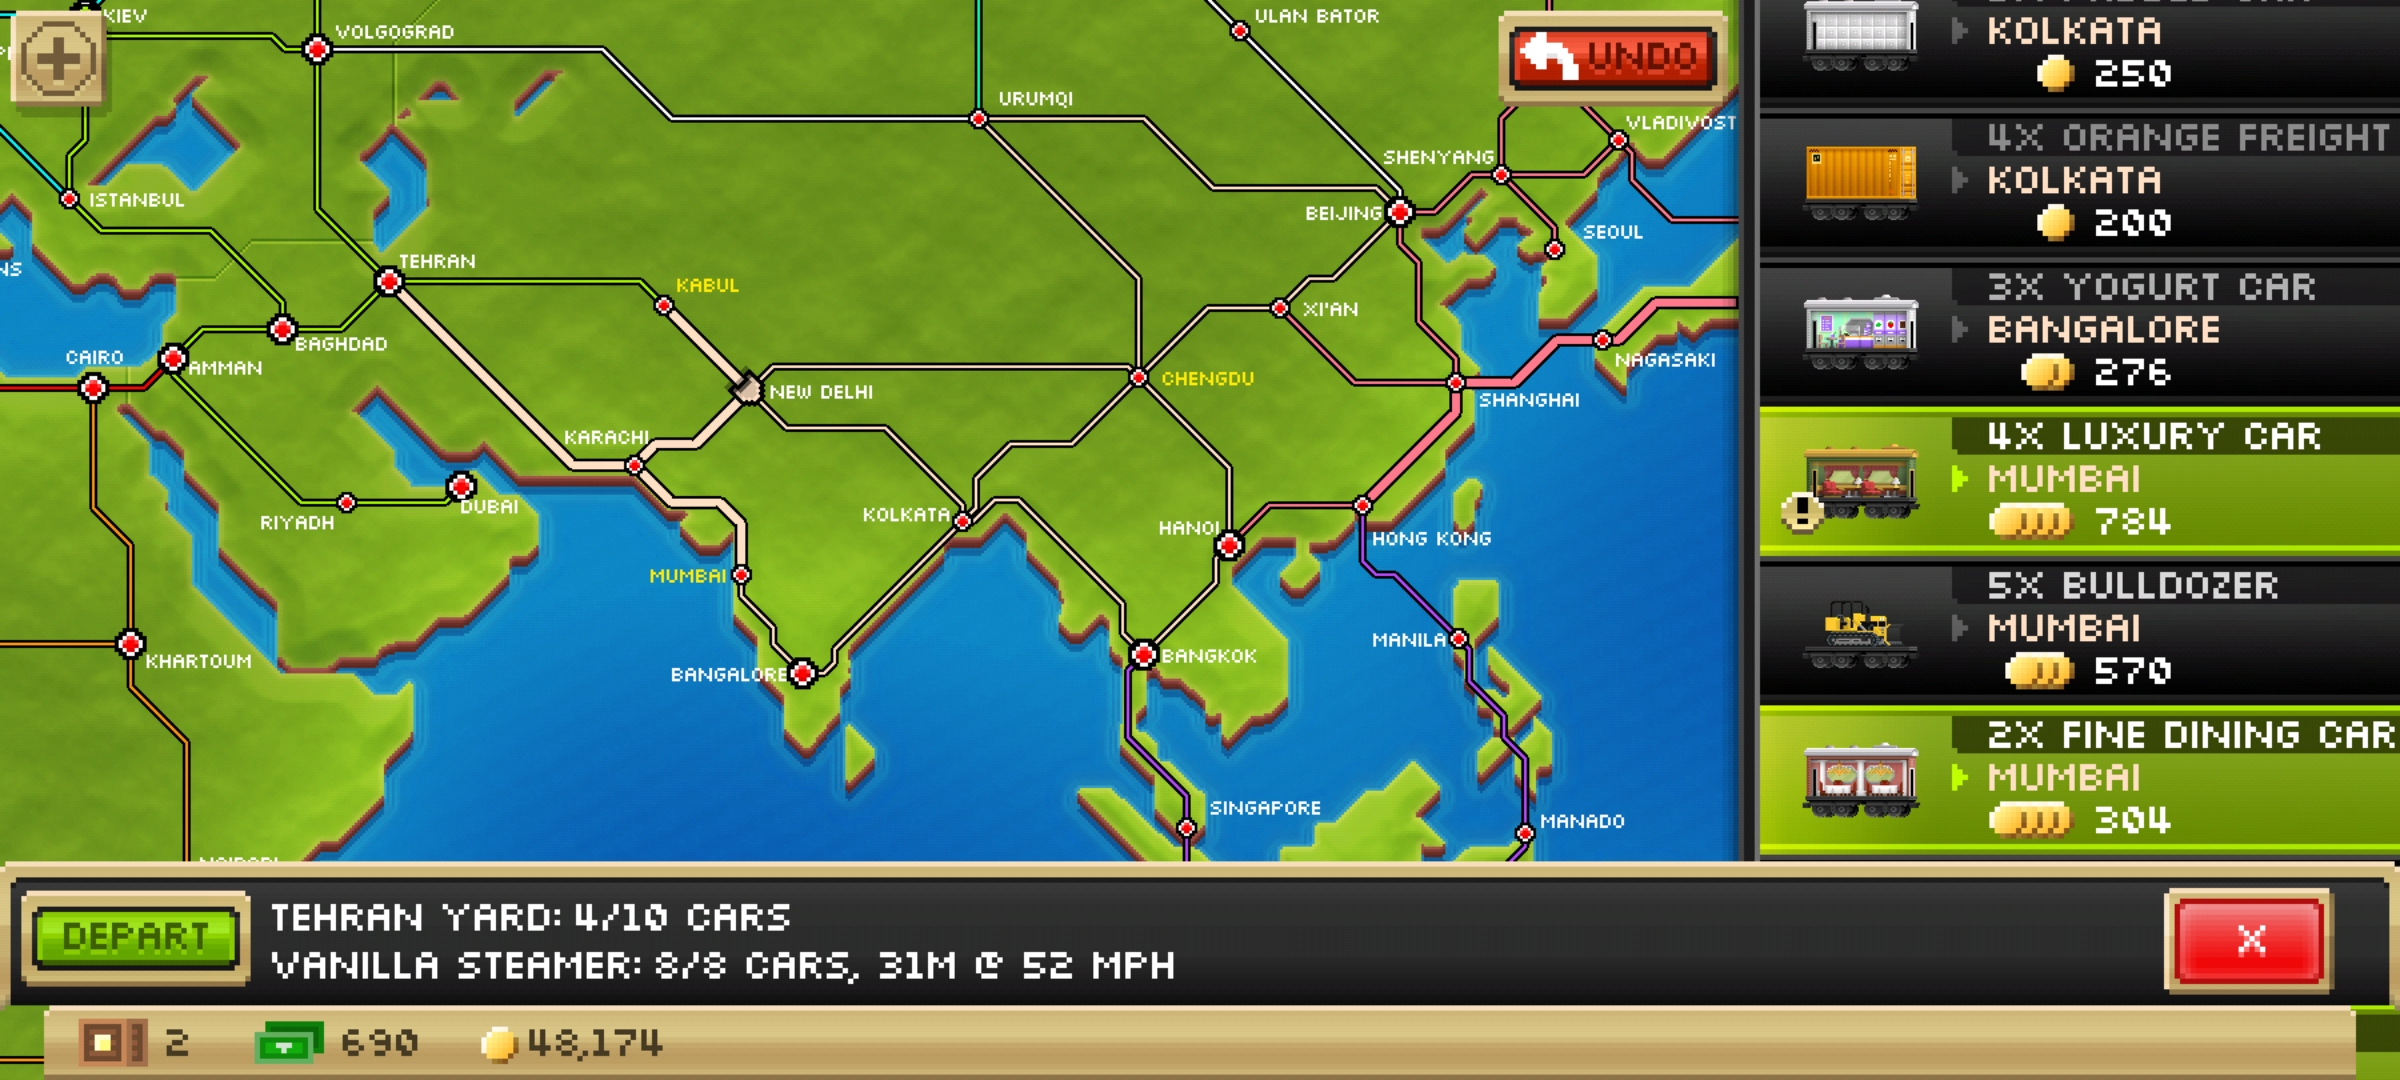 KIEV
VOLGOGRAD
ULAN BATOR
UNDO
URUMQI
VLADIVOST
SHENYANG
ISTANBUL
BEIJING
SEOUL
NS
TEHRAN
KABUL
XI'AN
BAGHDAD
CAIRO
AMMAN
NEW DELHI
CHENGDU
NAGASAKI
SHANGHAI
KARACHI
DUBAI
RIYADH
KOLKATA
HANOI
HONG KONG
MUMBAI
KHARTOUM
BANGALORE
BANGKOK
MANILA
SINGAPORE
MANADO
KOLKATA
250
4X ORANGE FREIGHT
KOLKATA
200
3X YOGURT CAR
BANGALORE
276
4X LUXURY CAR
MUMBAI
784
5X BULLDOZER
MUMBAI
570
2X FINE DINING CAR
MUMBAI
304
DEPART
TEHRAN YARD: 4/10 CARS
VANILLA STEAMER: 8/8 CARS, 31M @ 52 MPH
X
2
690
48,174